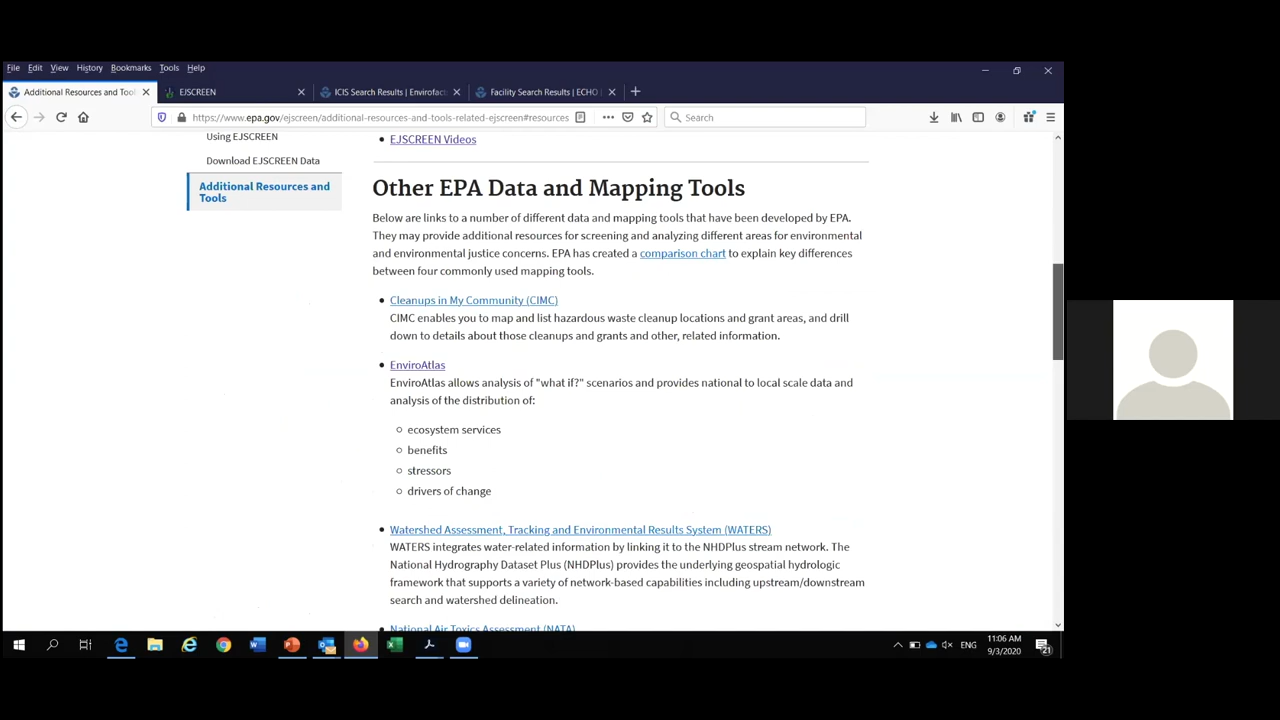 File Edit View History Bookmarks Tools Help
Additional Resources and Tool
EJSCREEN
ICIS Search Results | Envirofac
Facility Search Results | ECHO
https://www.epa.gov/ejscreen/additional-resources-and-tools-related-ejscreen#resources
Search
Using EJSCREEN
Download EJSCREEN Data
Additional Resources and
Tools
EJSCREEN Videos
Other EPA Data and Mapping Tools
Below are links to a number of different data and mapping tools that have been developed by EPA.
They may provide additional resources for screening and analyzing different areas for environmental
and environmental justice concerns. EPA has created a comparison chart to explain key differences
between four commonly used mapping tools.
Cleanups in My Community (CIMC)
CIMC enables you to map and list hazardous waste cleanup locations and grant areas, and drill
down to details about those cleanups and grants and other, related information.
EnviroAtlas
EnviroAtlas allows analysis of "what if?" scenarios and provides national to local scale data and
analysis of the distribution of:
ecosystem services
benefits
stressors
drivers of change
Watershed Assessment, Tracking and Environmental Results System (WATERS)
WATERS integrates water-related information by linking it to the NHDPlus stream network. The
National Hydrography Dataset Plus (NHDPlus) provides the underlying geospatial hydrologic
framework that supports a variety of network-based capabilities including upstream/downstream
search and watershed delineation.
National Air Toxics Assessment (NATA)
ENG
11:06 AM
9/3/2020
21